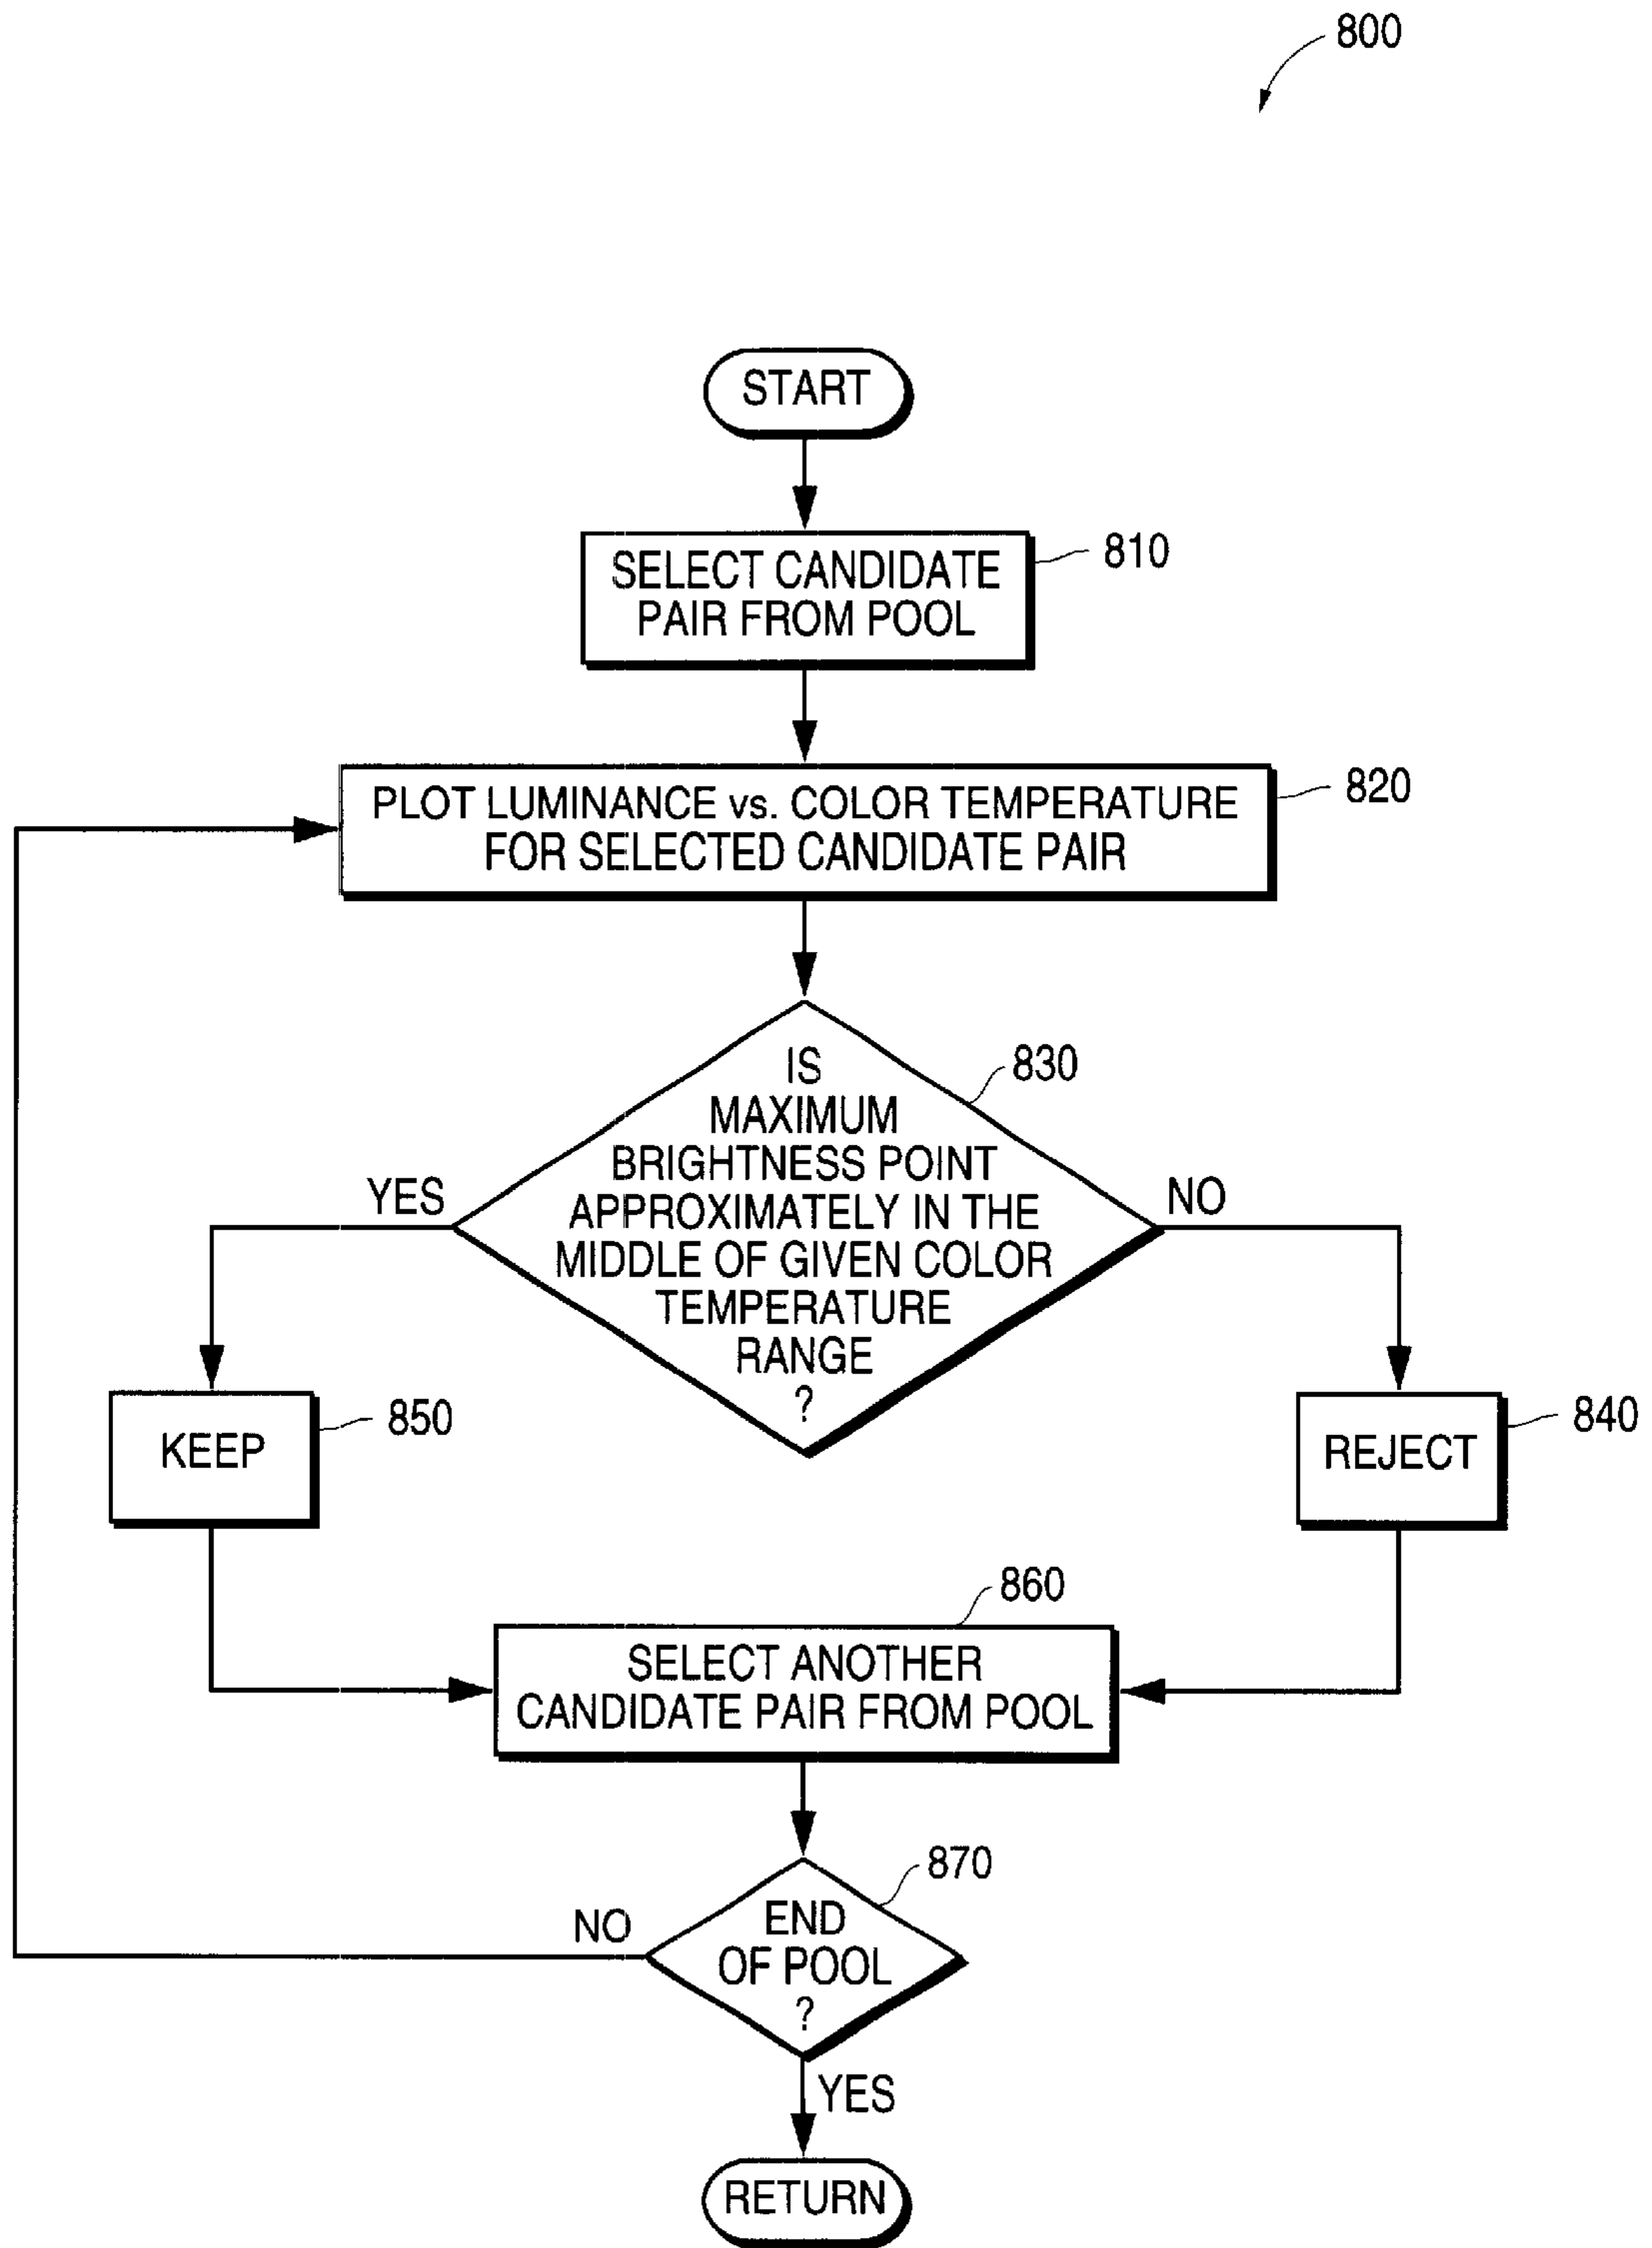 800
START
SELECT CANDIDATE
PAIR FROM POOL
810
PLOT LUMINANCE vs. COLOR TEMPERATURE
FOR SELECTED CANDIDATE PAIR
820
IS
MAXIMUM
BRIGHTNESS POINT
APPROXIMATELY IN THE
MIDDLE OF GIVEN COLOR
TEMPERATURE
RANGE
?
830
YES
NO
KEEP
850
REJECT
840
860
SELECT ANOTHER
CANDIDATE PAIR FROM POOL
870
END
OF POOL
?
NO
YES
RETURN